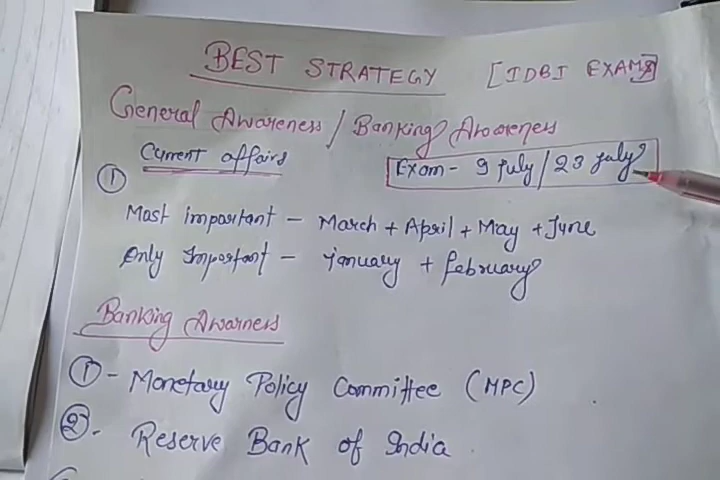 BEST STRATEGY [IDBI EXAMS]
General Awareness / Banking Awareness
Current affairs
Exam - 9 july / 23 july
①
Most important - March + April + May + June
Only Important - january + february
Banking Awarness
① - Monetary Policy Committee (MPC)
② - Reserve Bank of India